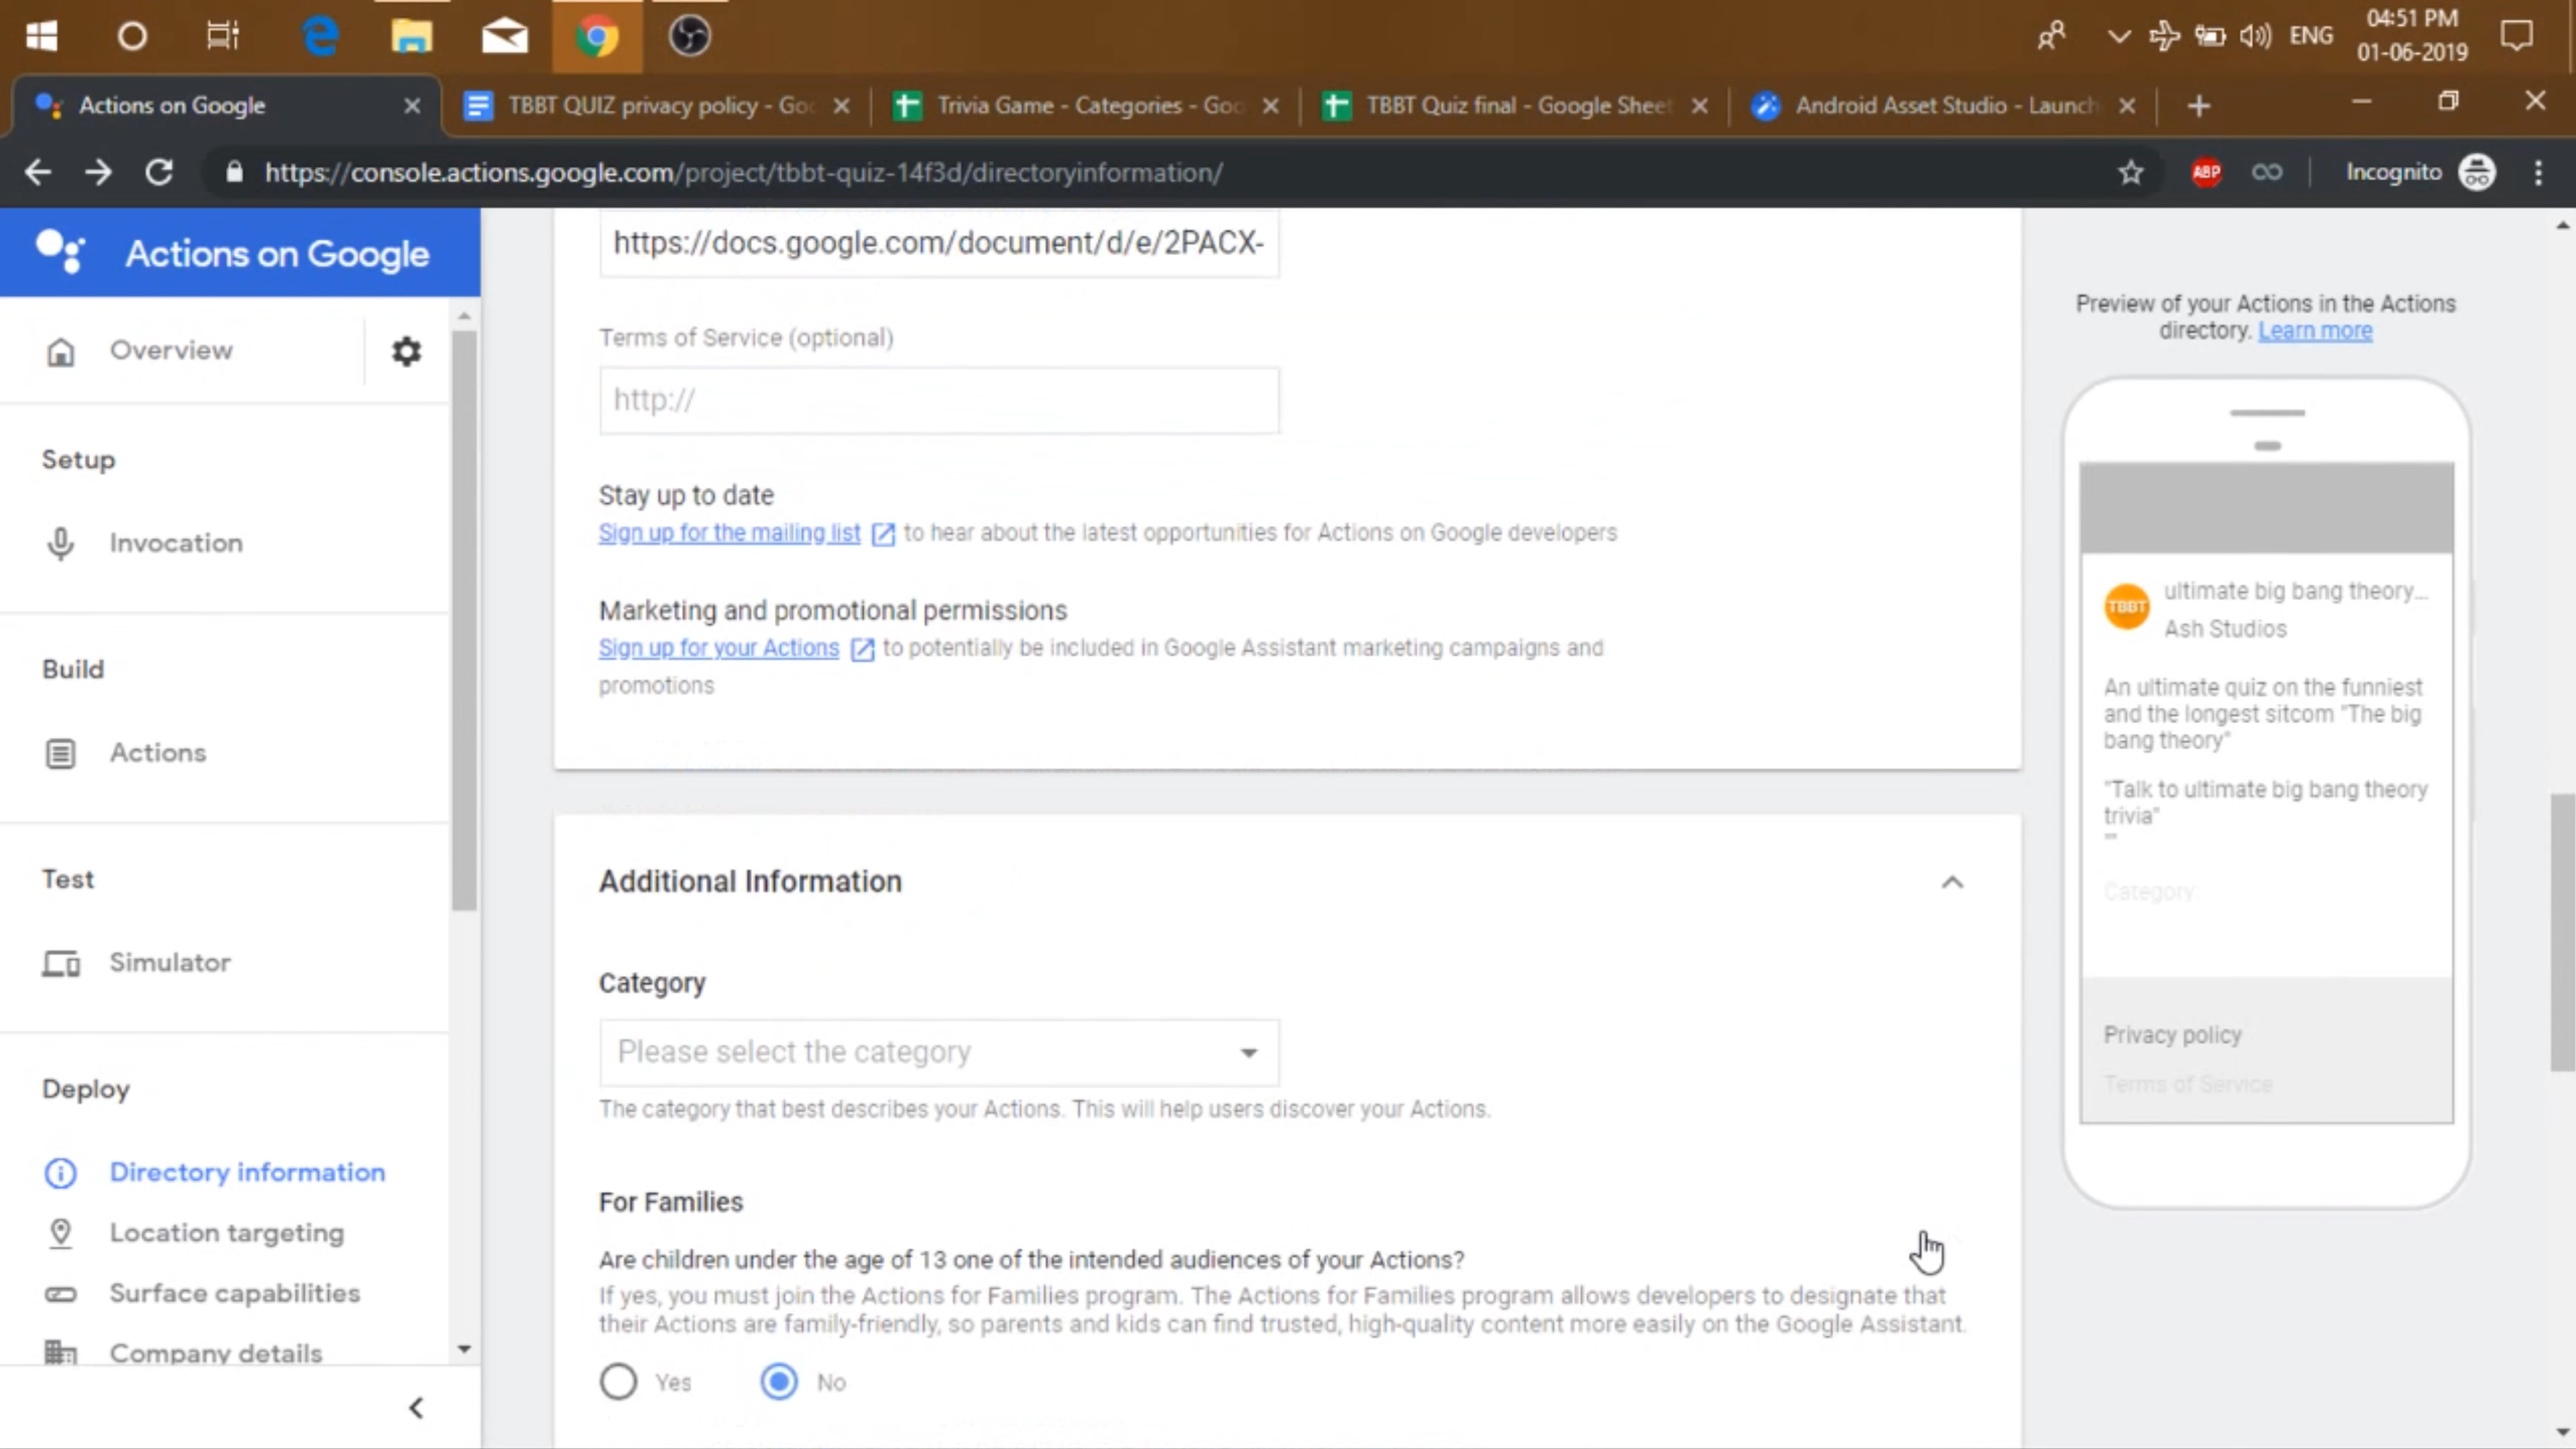 04:51 PM
ENG
01-06-2019
Actions on Google
TBBT QUIZ privacy policy - Goo
Trivia Game - Categories - Goo
TBBT Quiz final - Google Sheet
Android Asset Studio - Launch
https://console.actions.google.com/project/tbbt-quiz-14f3d/directoryinformation/
ABP
Incognito
Actions on Google
Overview
Setup
Invocation
Build
Actions
Test
Simulator
Deploy
Directory information
Location targeting
Surface capabilities
Company details
https://docs.google.com/document/d/e/2PACX-
Terms of Service (optional)
http://
Stay up to date
Sign up for the mailing list to hear about the latest opportunities for Actions on Google developers
Marketing and promotional permissions
Sign up for your Actions to potentially be included in Google Assistant marketing campaigns and
promotions
Additional Information
Category
Please select the category
The category that best describes your Actions. This will help users discover your Actions.
For Families
Are children under the age of 13 one of the intended audiences of your Actions?
If yes, you must join the Actions for Families program. The Actions for Families program allows developers to designate that
their Actions are family-friendly, so parents and kids can find trusted, high-quality content more easily on the Google Assistant.
Yes
No
Preview of your Actions in the Actions
directory. Learn more
TBBT
ultimate big bang theory...
Ash Studios
An ultimate quiz on the funniest
and the longest sitcom "The big
bang theory"
"Talk to ultimate big bang theory
trivia"
""
Category:
Privacy policy
Terms of Service